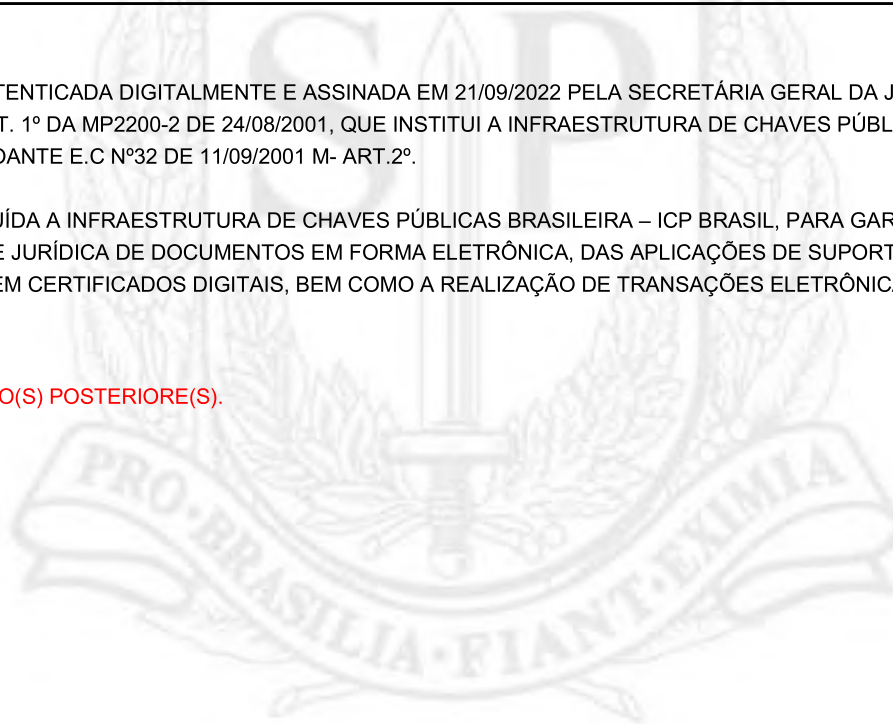 TENTICADA DIGITALMENTE E ASSINADA EM 21/09/2022 PELA SECRETÁRIA GERAL DA J
T. 1º DA MP2200-2 DE 24/08/2001, QUE INSTITUI A INFRAESTRUTURA DE CHAVES PÚBL
DANTE E.C Nº32 DE 11/09/2001 M- ART.2º.
UÍDA A INFRAESTRUTURA DE CHAVES PÚBLICAS BRASILEIRA – ICP BRASIL, PARA GAR
E JURÍDICA DE DOCUMENTOS EM FORMA ELETRÔNICA, DAS APLICAÇÕES DE SUPORT
EM CERTIFICADOS DIGITAIS, BEM COMO A REALIZAÇÃO DE TRANSAÇÕES ELETRÔNICA
O(S) POSTERIORE(S).
SP
PRO·BRASILIA·FIANT·EXIMIA